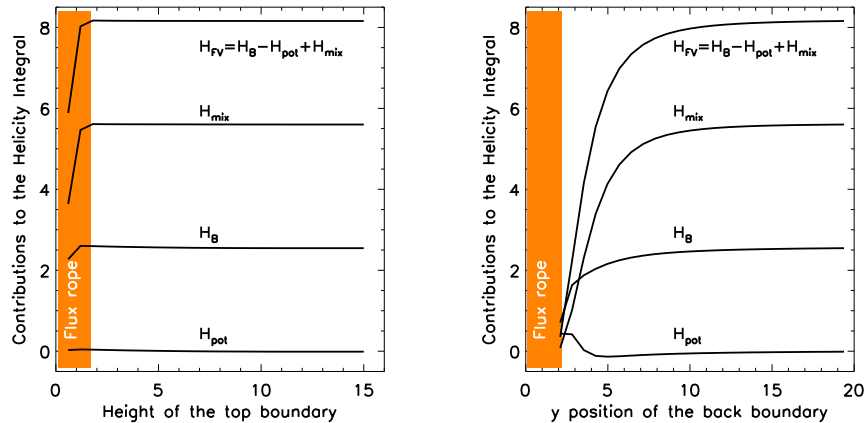 Contributions to the Helicity Integral
8
6
4
2
0
H_FV=H_B−H_pot+H_mix
H_mix
H_B
H_pot
Flux rope
0 5 10 15
Height of the top boundary
Contributions to the Helicity Integral
8
6
4
2
0
H_FV=H_B−H_pot+H_mix
H_mix
H_B
H_pot
Flux rope
0 5 10 15 20
y position of the back boundary